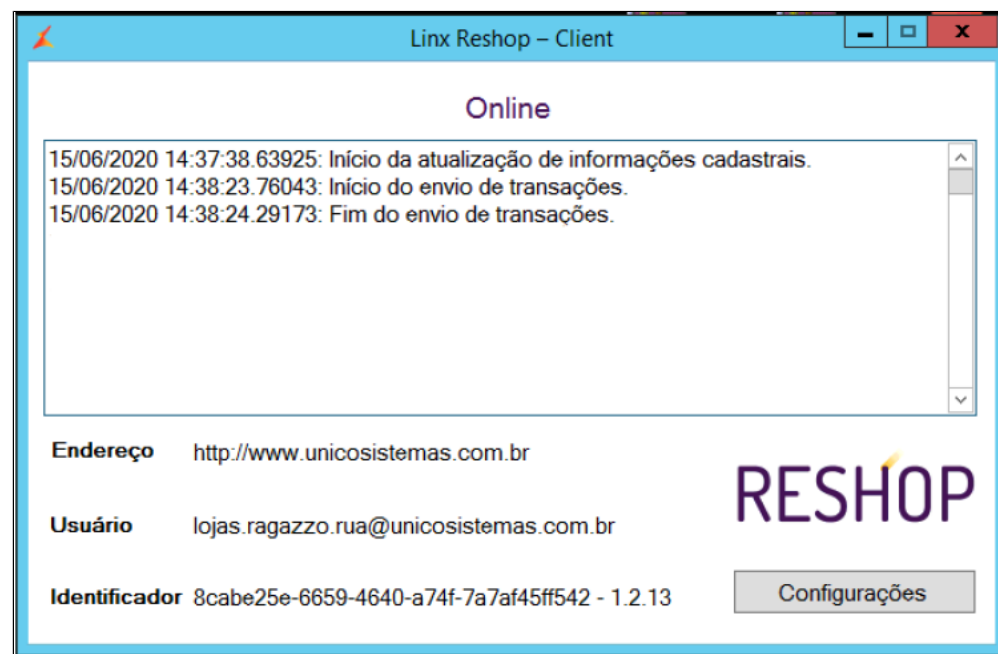 Linx Reshop – Client
Online
15/06/2020 14:37:38.63925: Início da atualização de informações cadastrais.
15/06/2020 14:38:23.76043: Início do envio de transações.
15/06/2020 14:38:24.29173: Fim do envio de transações.
Endereço http://www.unicosistemas.com.br
RESHOP
Usuário lojas.ragazzo.rua@unicosistemas.com.br
Identificador 8cabe25e-6659-4640-a74f-7a7af45ff542 - 1.2.13
Configurações